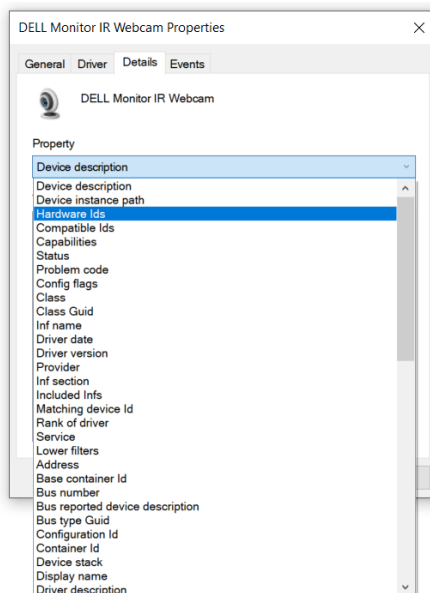 DELL Monitor IR Webcam Properties
General Driver Details Events
DELL Monitor IR Webcam
Property
Device description
Device description
Device instance path
Hardware Ids
Compatible Ids
Capabilities
Status
Problem code
Config flags
Class
Class Guid
Inf name
Driver date
Driver version
Provider
Inf section
Included Infs
Matching device Id
Rank of driver
Service
Lower filters
Address
Base container Id
Bus number
Bus reported device description
Bus type Guid
Configuration Id
Container Id
Device stack
Display name
Driver description